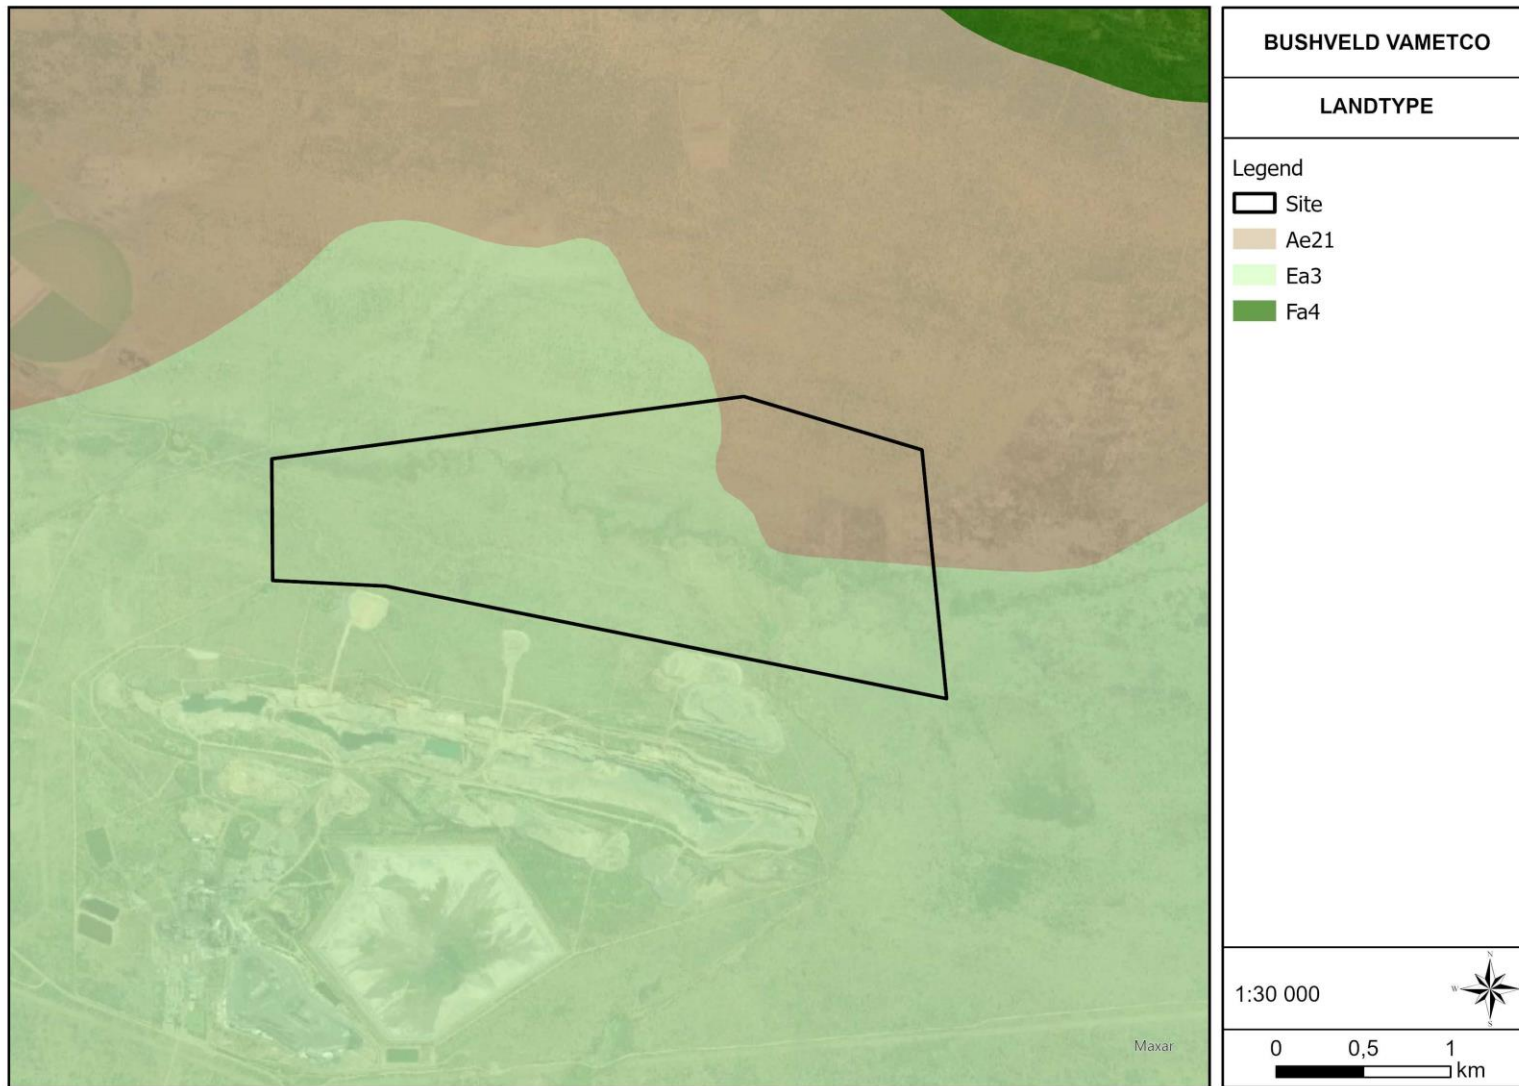 BUSHVELD VAMETCO
LANDTYPE
Legend
Site
Ae21
Ea3
Fa4
N
W
S
1:30 000
0 0,5 1
km
Maxar